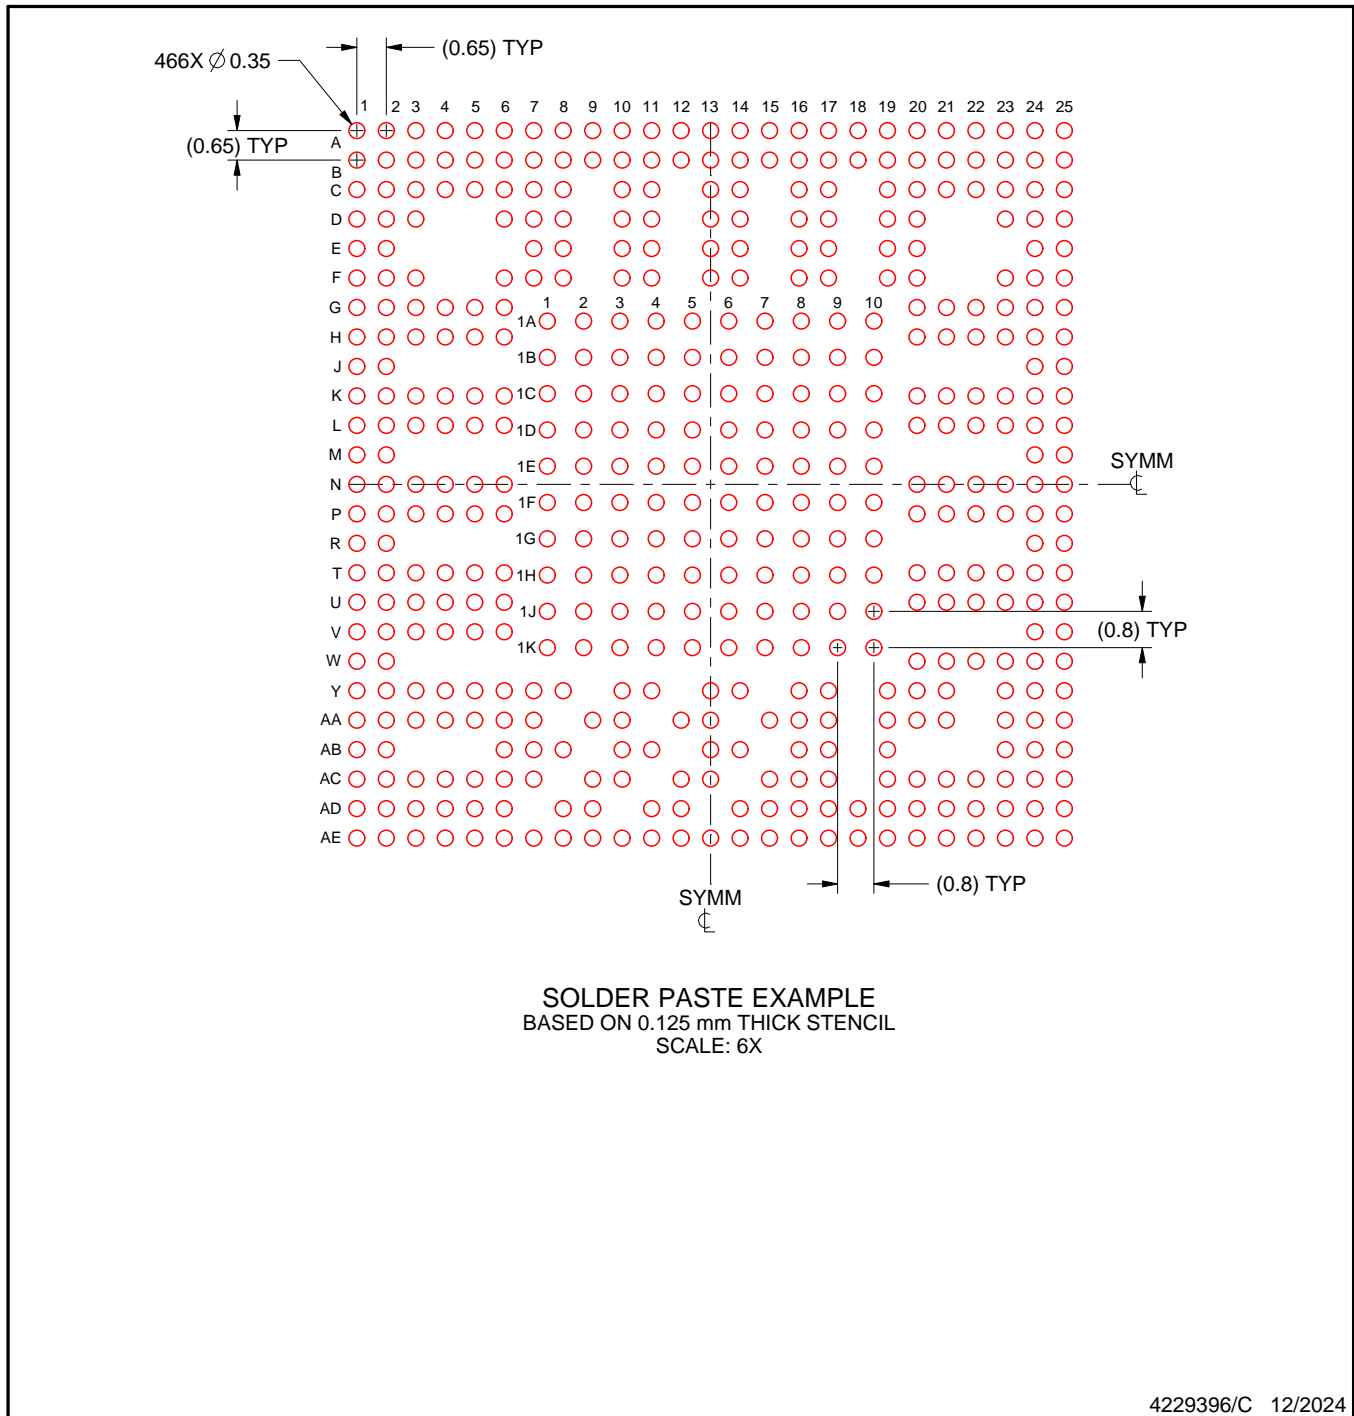 (0.65) TYP
466X ∅ 0.35
1 2 3 4 5 6 7 8 9 10 11 12 13 14 15 16 17 18 19 20 21 22 23 24 25
A
(0.65) TYP
B
C
D
E
F
G
1 2 3 4 5 6 7 8 9 10
1A
H
1B
J
K
1C
L
1D
M
1E
SYMM
℄
N
1F
P
1G
R
T
1H
U
1J
V
(0.8) TYP
1K
W
Y
AA
AB
AC
AD
AE
(0.8) TYP
SYMM
℄
SOLDER PASTE EXAMPLE
BASED ON 0.125 mm THICK STENCIL
SCALE: 6X
4229396/C 12/2024